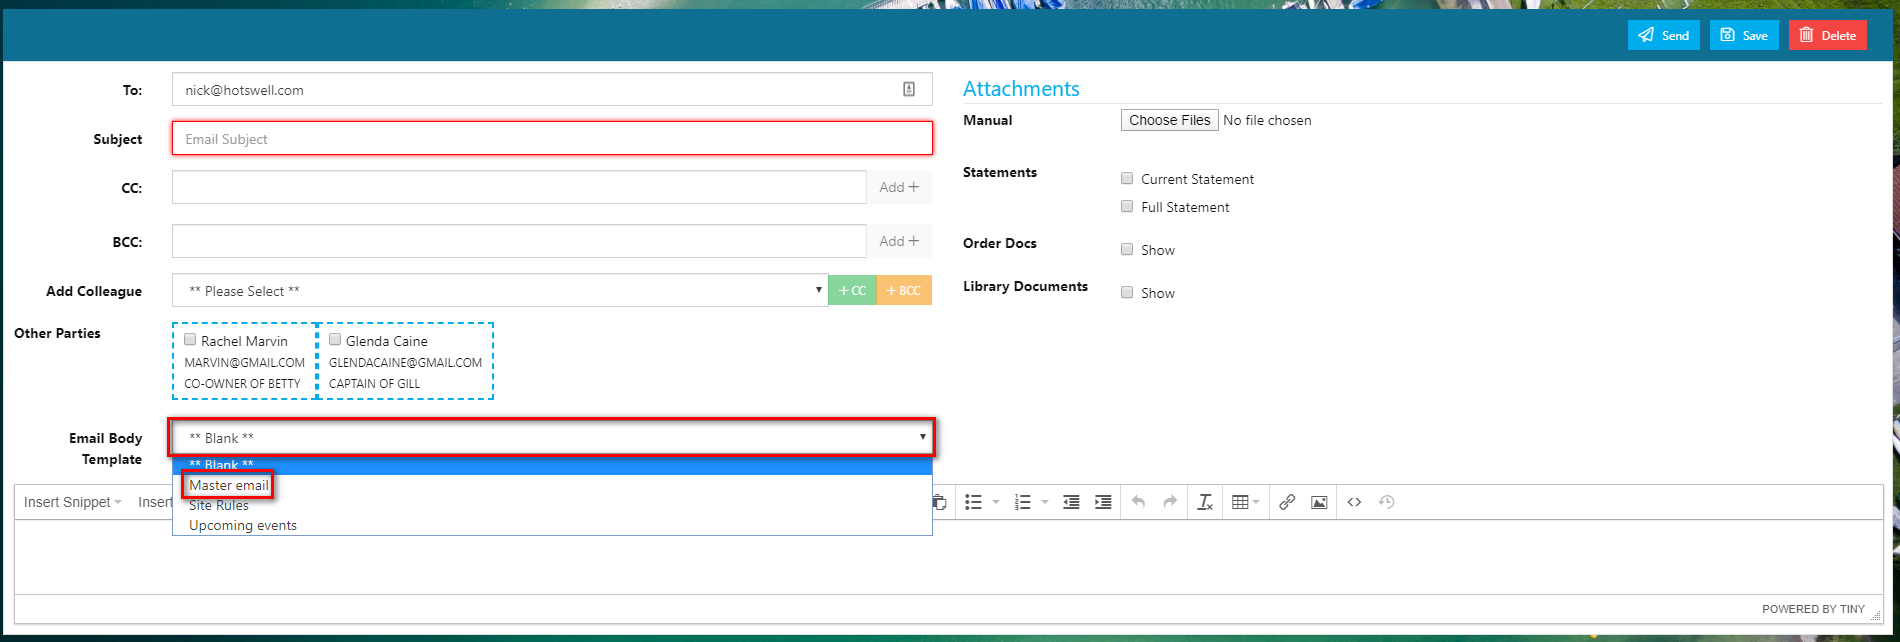 Send
Save
Delete
To:
nick@hotswell.com
Subject
Email Subject
CC:
Add +
BCC:
Add +
Add Colleague
** Please Select **
+ CC
+ BCC
Other Parties
Rachel Marvin
MARVIN@GMAIL.COM
CO-OWNER OF BETTY
Glenda Caine
GLENDACAINE@GMAIL.COM
CAPTAIN OF GILL
Email Body
Template
** Blank **
** Blank **
Master email
Site Rules
Upcoming events
Attachments
Manual
Choose Files No file chosen
Statements
Current Statement
Full Statement
Order Docs
Show
Library Documents
Show
Insert Snippet
Insert
POWERED BY TINY